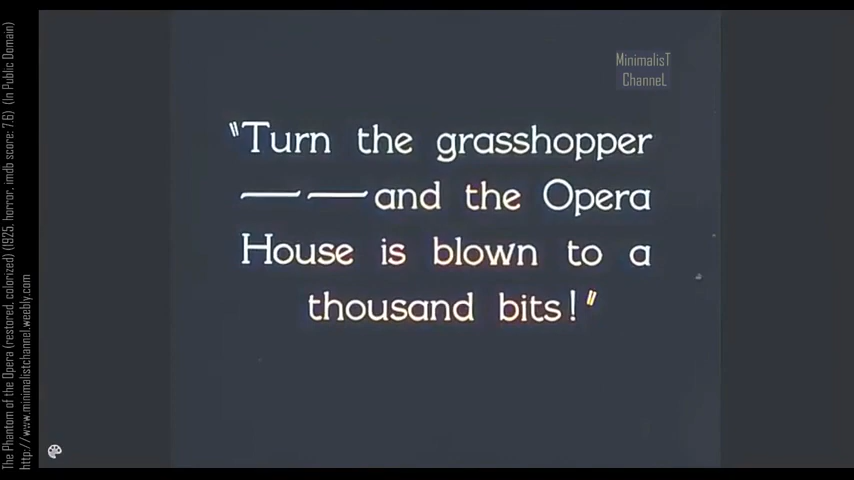 MinimalisT
ChanneL
"Turn the grasshopper
— — and the Opera
House is blown to a
thousand bits!"
The Phantom of the Opera (restored, colorized) (1925, horror, imdb score: 7.6) (In Public Domain)
http://www.minimalistchannel.weebly.com